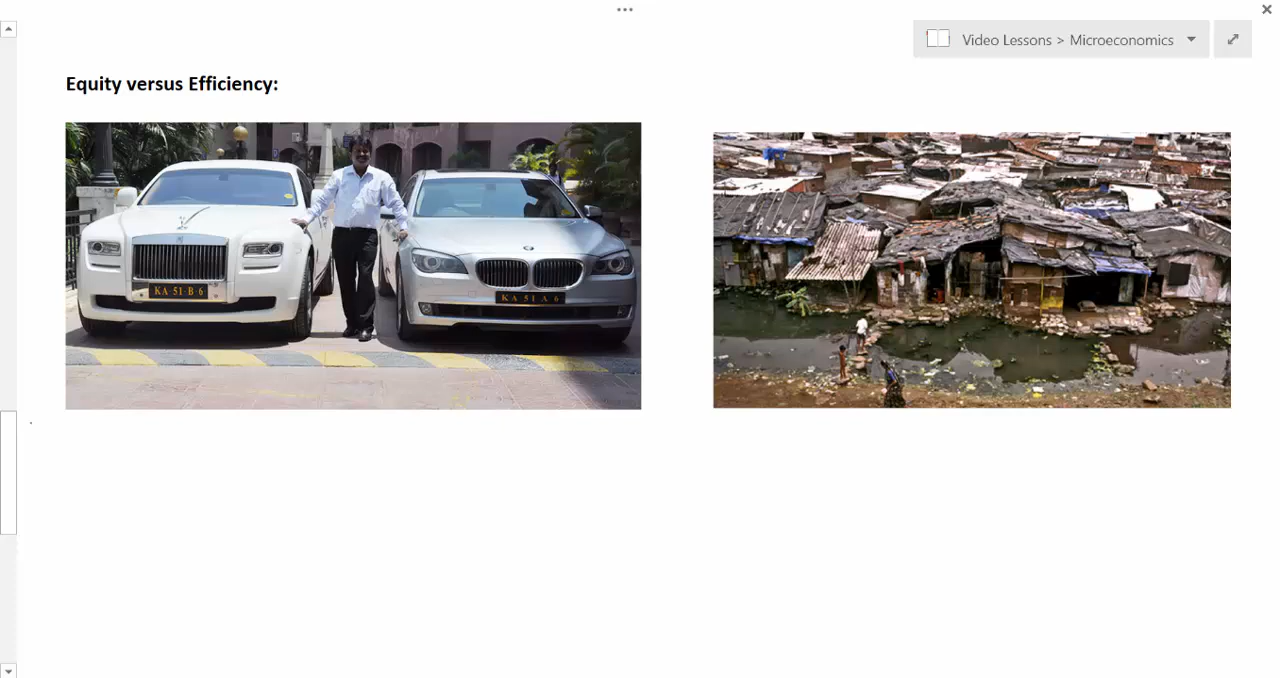 Video Lessons > Microeconomics
Equity versus Efficiency:
KA 51 B 6
KA 51 A 6